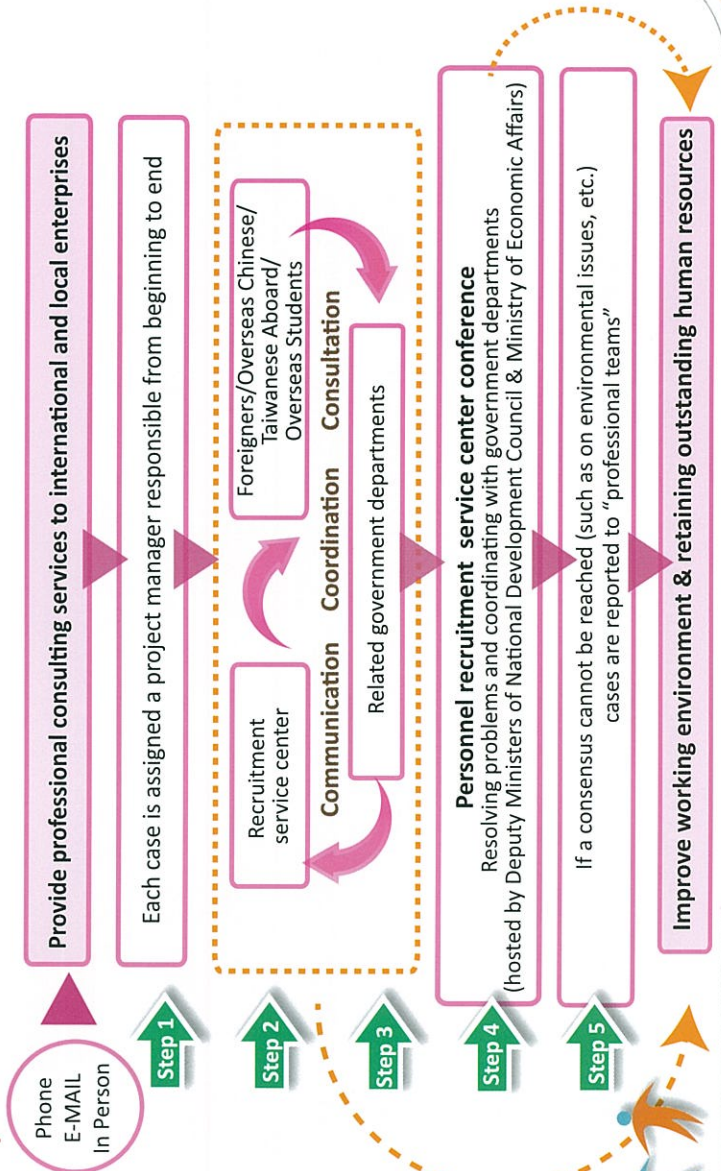 Phone
E-MAIL
In Person
Provide professional consulting services to international and local enterprises
Step 1
Each case is assigned a project manager responsible from beginning to end
Step 2
Recruitment
service center
Foreigners/Overseas Chinese/
Taiwanese Aboard/
Overseas Students
Communication Coordination Consultation
Step 3
Related government departments
Step 4
Personnel recruitment service center conference
Resolving problems and coordinating with government departments
(hosted by Deputy Ministers of National Development Council & Ministry of Economic Affairs)
Step 5
If a consensus cannot be reached (such as on environmental issues, etc.)
cases are reported to "professional teams"
Improve working environment & retaining outstanding human resources